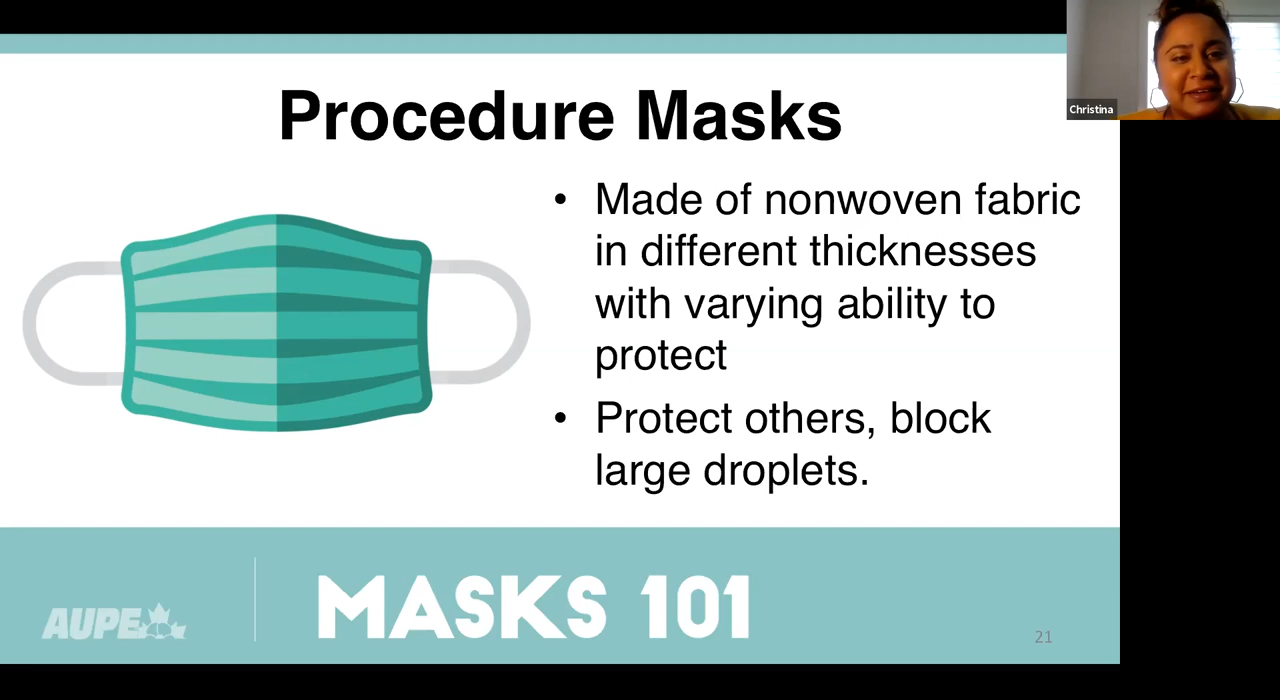 Procedure Masks
Christina
• Made of nonwoven fabric
in different thicknesses
with varying ability to
protect
• Protect others, block
large droplets.
AUPE
MASKS 101
21